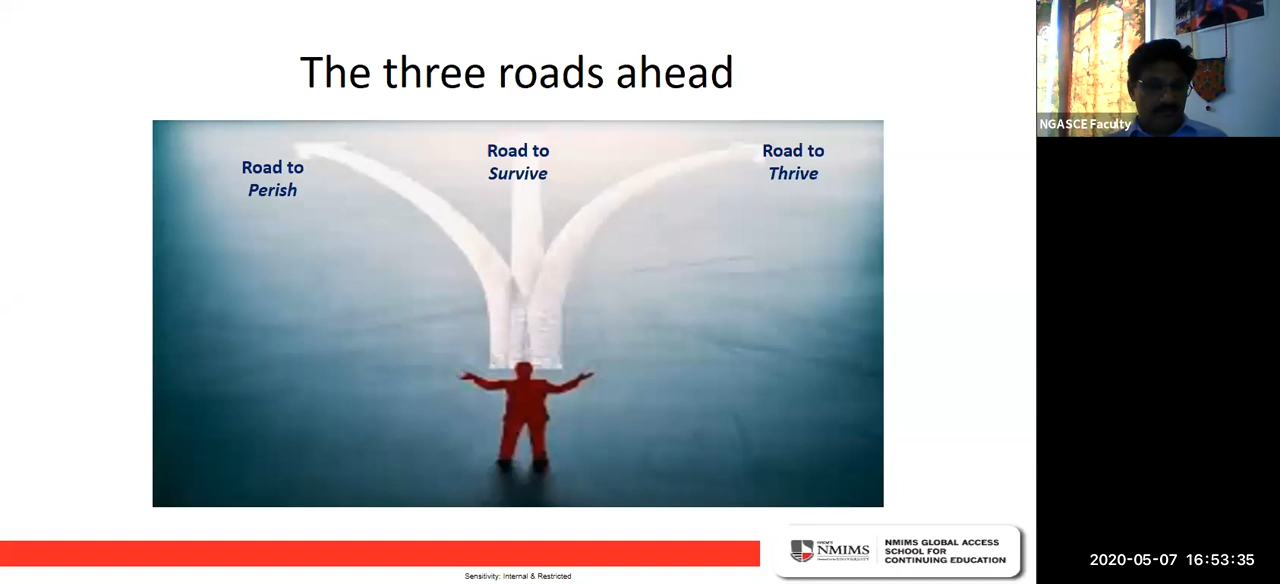 The three roads ahead
Road to
Perish
Road to
Survive
Road to
Thrive
NGASCE Faculty
NMIMS
NMIMS GLOBAL ACCESS
SCHOOL FOR
CONTINUING EDUCATION
2020-05-07 16:53:35
Sensitivity: Internal & Restricted